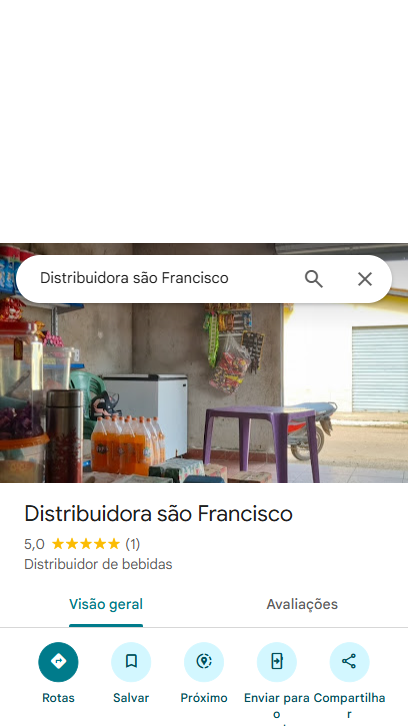 Distribuidora são Francisco
Distribuidora são Francisco
5,0 (1)
Distribuidor de bebidas
Visão geral
Avaliações
Rotas
Salvar
Próximo
Enviar para o
Compartilhar